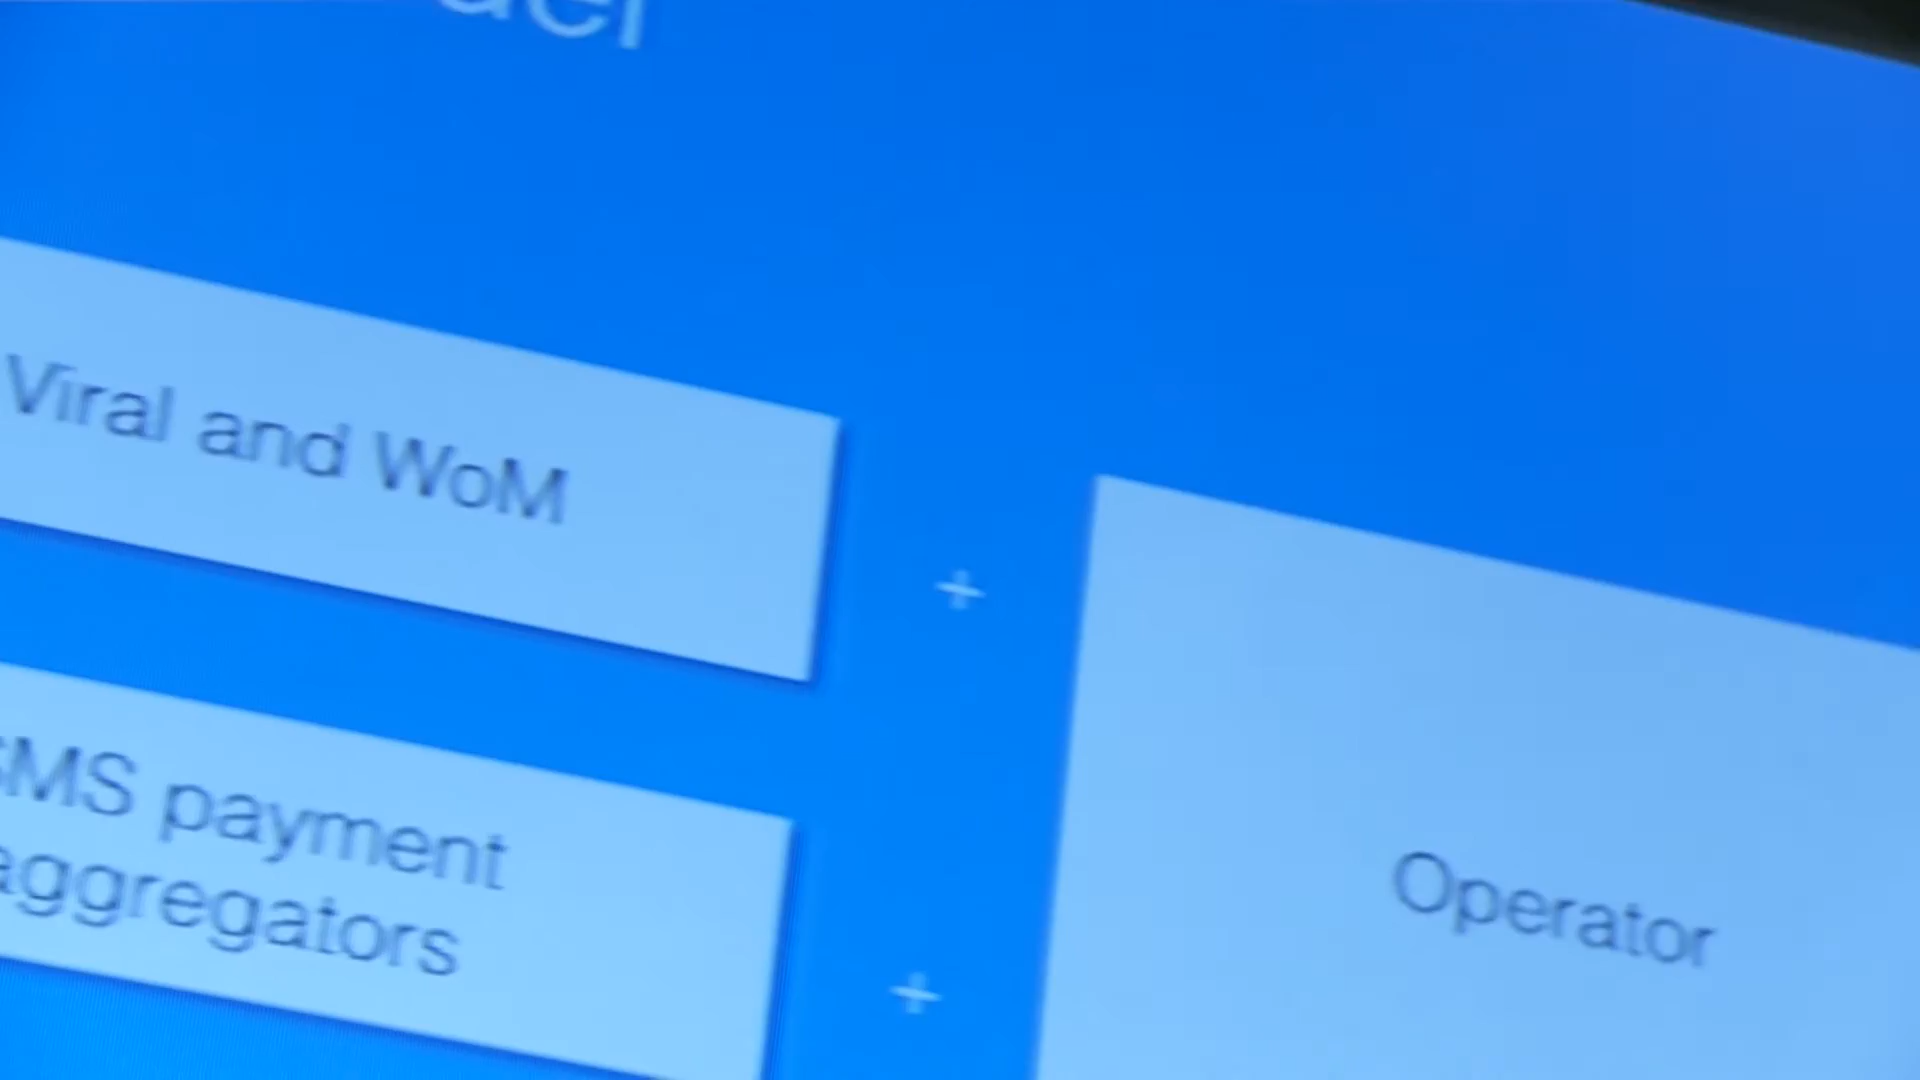 Viral and WoM
+
SMS payment
aggregators
+
Operator